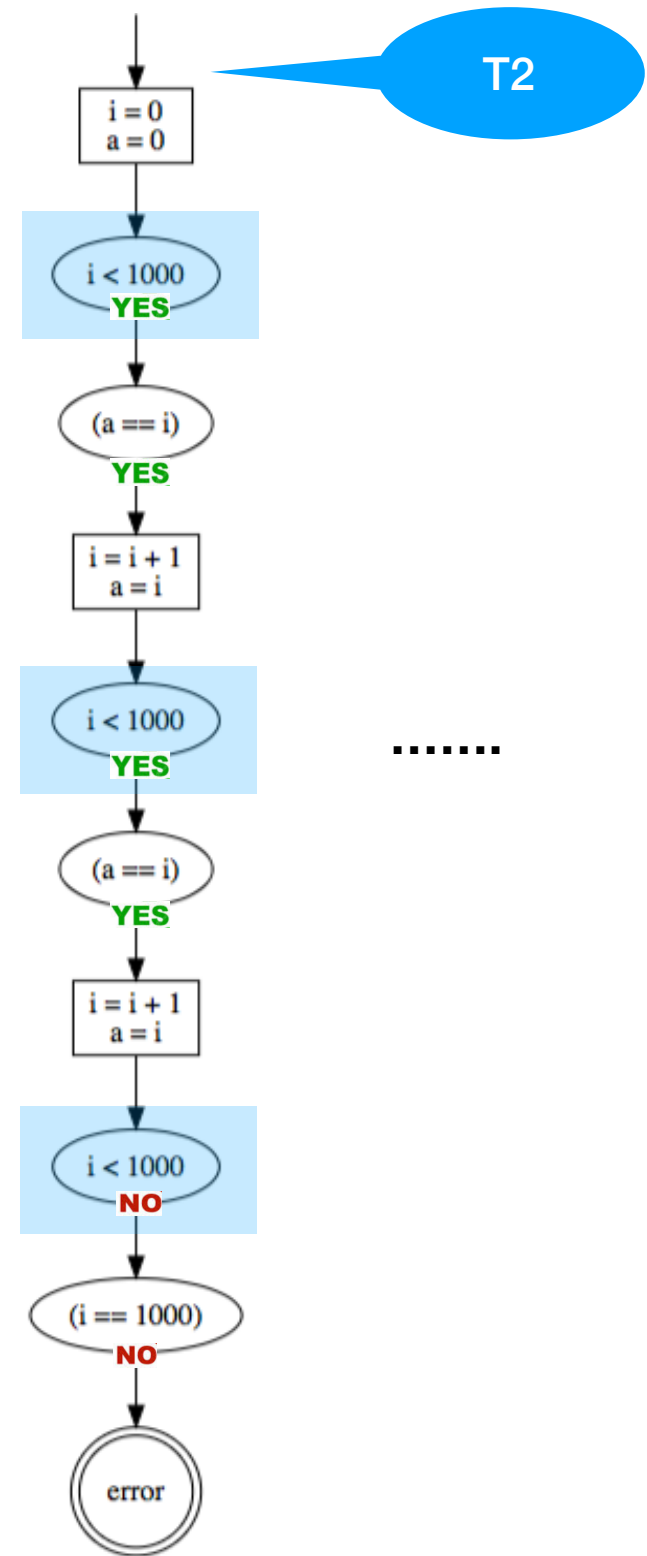 T2
i = 0
a = 0
i < 1000
YES
(a == i)
YES
i = i + 1
a = i
i < 1000
YES
.......
(a == i)
YES
i = i + 1
a = i
i < 1000
NO
(i == 1000)
NO
error